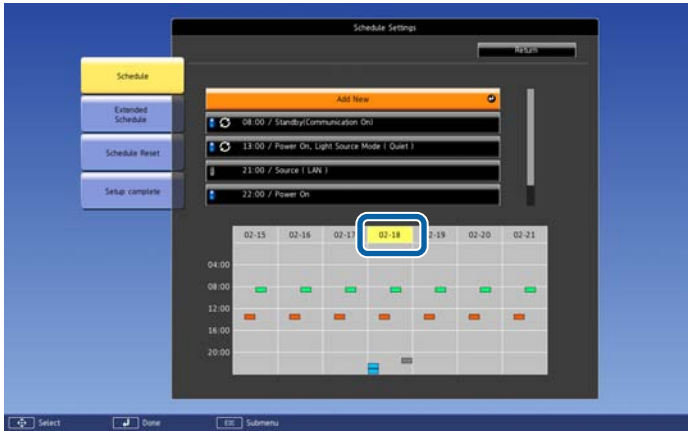 Schedule Settings
Return
Schedule
Extended
Schedule
Schedule Reset
Setup complete
Add New
08:00 / Standby(Communication On)
13:00 / Power On, Light Source Mode ( Quiet )
21:00 / Source ( LAN )
22:00 / Power On
02-15 02-16 02-17 02-18 02-19 02-20 02-21
04:00
08:00
12:00
16:00
20:00
Select Done Esc Submenu